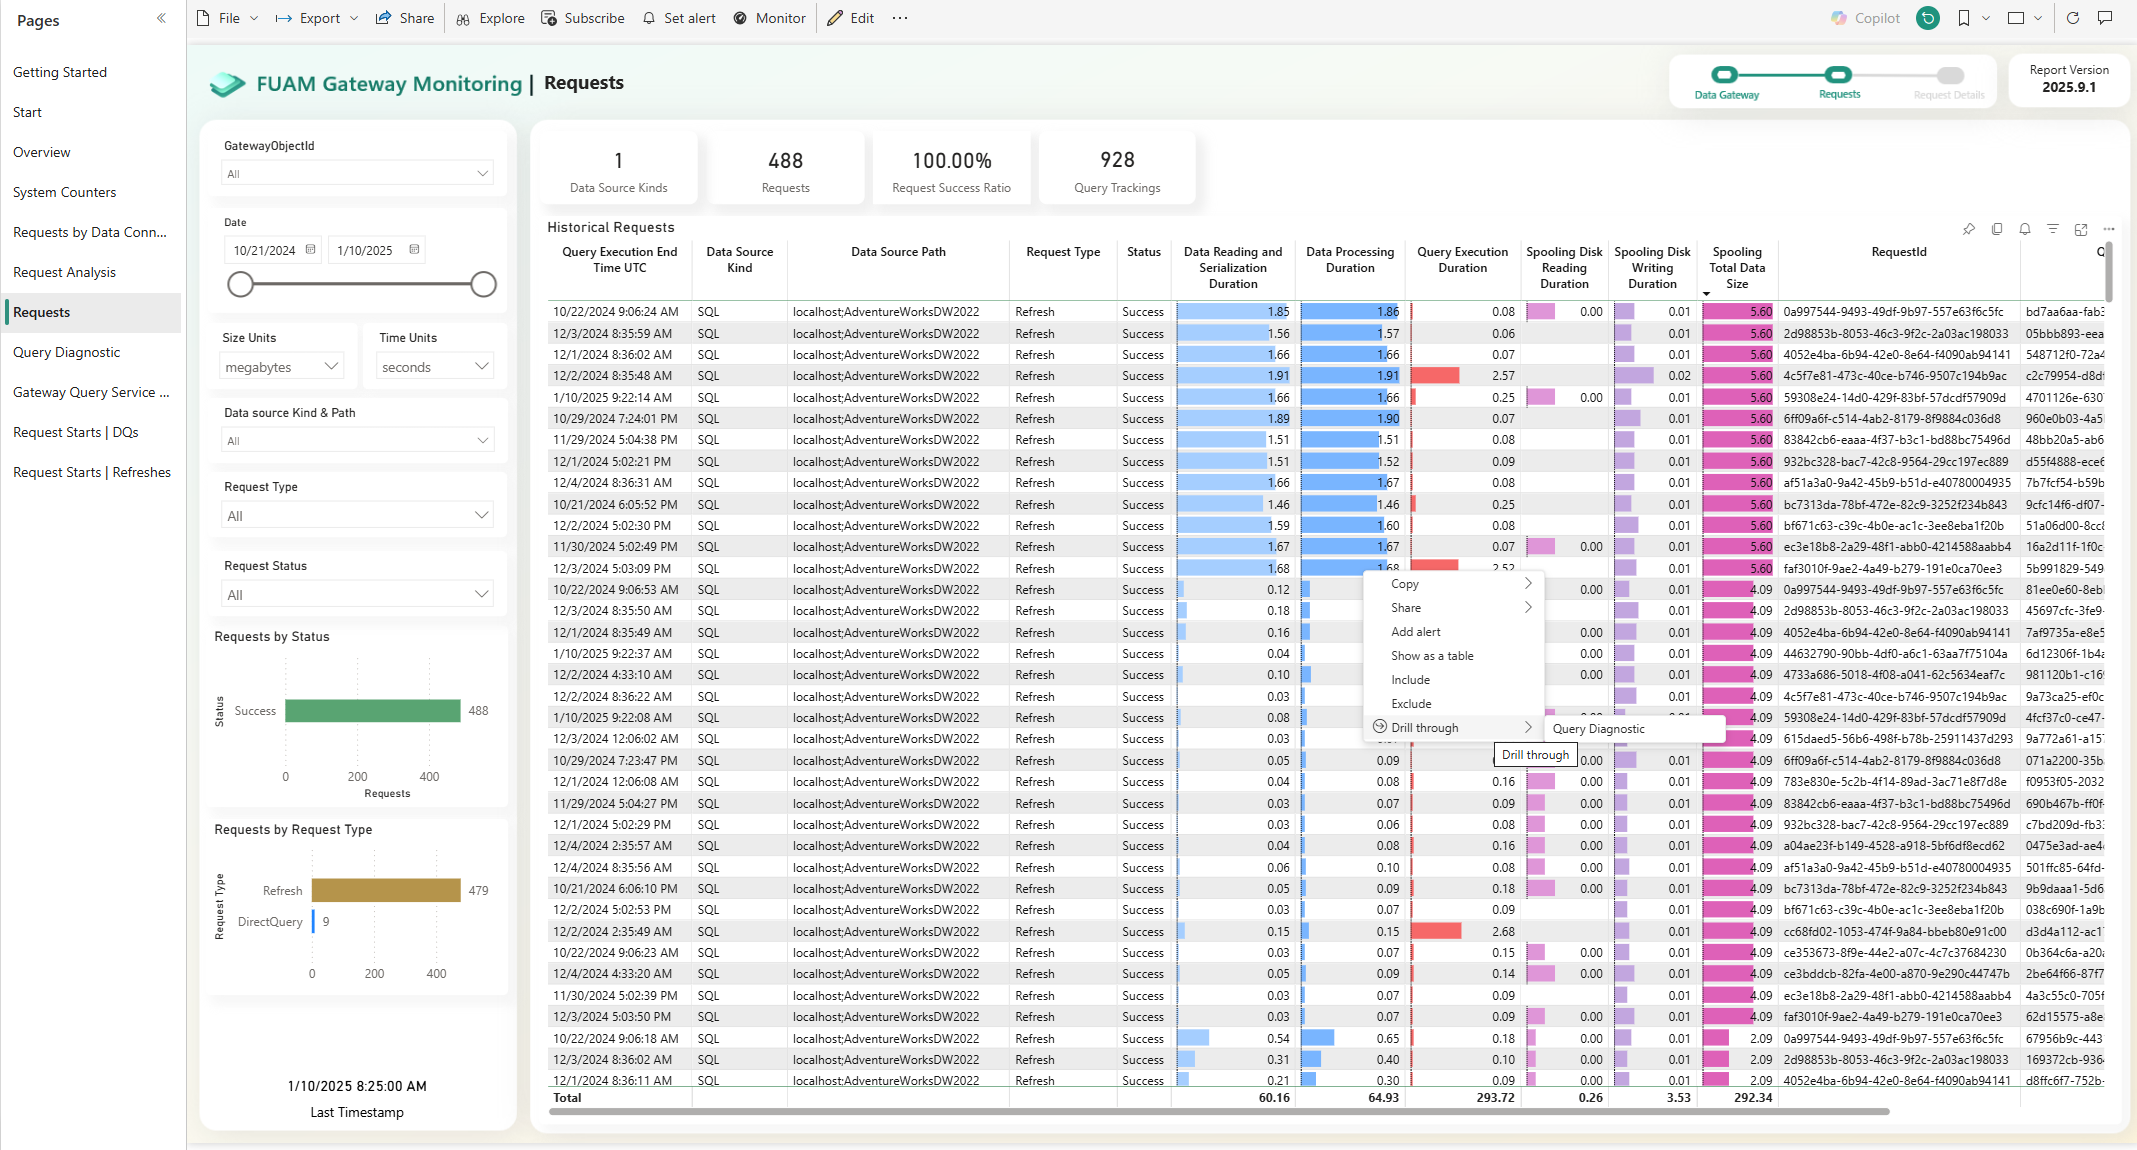 Pages
File
Export
Share
Explore
Subscribe
Set alert
Monitor
Edit
Copilot
Getting Started
Start
Overview
System Counters
Requests by Data Conn...
Request Analysis
Requests
Query Diagnostic
Gateway Query Service ...
Request Starts | DQs
Request Starts | Refreshes
FUAM Gateway Monitoring | Requests
Data Gateway
Requests
Request Details
Report Version
2025.9.1
GatewayObjectId
All
Date
10/21/2024
1/10/2025
Size Units
megabytes
Time Units
seconds
Data source Kind & Path
All
Request Type
All
Request Status
All
Requests by Status
Status
Success
488
0 200 400
Requests
Requests by Request Type
Request Type
Refresh 479
DirectQuery 9
0 200 400
1/10/2025 8:25:00 AM
Last Timestamp
1
Data Source Kinds
488
Requests
100.00%
Request Success Ratio
928
Query Trackings
Historical Requests
Query Execution End Time UTC Data Source Kind Data Source Path Request Type Status Data Reading and Serialization Duration Data Processing Duration Query Execution Duration Spooling Disk Reading Duration Spooling Disk Writing Duration Spooling Total Data Size RequestId Q
10/22/2024 9:06:24 AM SQL localhost;AdventureWorksDW2022 Refresh Success 1.85 1.86 0.08 0.00 0.01 5.60 0a997544-9493-49df-9b97-557e63f6c5fc bd7aa6aa-fab3
12/3/2024 8:35:59 AM SQL localhost;AdventureWorksDW2022 Refresh Success 1.56 1.57 0.06 0.01 5.60 2d98853b-8053-46c3-9f2c-2a03ac198033 05bbb893-eea
12/1/2024 8:36:02 AM SQL localhost;AdventureWorksDW2022 Refresh Success 1.66 1.66 0.07 0.01 5.60 4052e4ba-6b94-42e0-8e64-f4090ab94141 548712f0-72a4
12/2/2024 8:35:48 AM SQL localhost;AdventureWorksDW2022 Refresh Success 1.91 1.91 2.57 0.02 5.60 4c5f7e81-473c-40ce-b746-9507c194b9ac c2c79954-d8d
1/10/2025 9:22:14 AM SQL localhost;AdventureWorksDW2022 Refresh Success 1.66 1.66 0.25 0.00 0.01 5.60 59308e24-14d0-429f-83bf-57dcdf57909d 4701126e-6307
10/29/2024 7:24:01 PM SQL localhost;AdventureWorksDW2022 Refresh Success 1.89 1.90 0.07 0.01 5.60 6ff09a6f-c514-4ab2-8179-8f9884c036d8 960e0b03-4a5
11/29/2024 5:04:38 PM SQL localhost;AdventureWorksDW2022 Refresh Success 1.51 1.51 0.08 0.01 5.60 83842cb6-eaaa-4f37-b3c1-bd88bc75496d 48bb20a5-ab6
12/1/2024 5:02:21 PM SQL localhost;AdventureWorksDW2022 Refresh Success 1.51 1.52 0.09 0.01 5.60 932bc328-bac7-42c8-9564-29cc197ec889 d55f4888-ece6
12/4/2024 8:36:31 AM SQL localhost;AdventureWorksDW2022 Refresh Success 1.66 1.67 0.08 0.01 5.60 af51a3a0-9a42-45b9-b51d-e40780004935 7b7fcf54-b59b
10/21/2024 6:05:52 PM SQL localhost;AdventureWorksDW2022 Refresh Success 1.46 1.46 0.25 0.01 5.60 bc7313da-78bf-472e-82c9-3252f234b843 9cfc14f6-df07-
12/2/2024 5:02:30 PM SQL localhost;AdventureWorksDW2022 Refresh Success 1.59 1.60 0.08 0.01 5.60 bf671c63-c39c-4b0e-ac1c-3ee8eba1f20b 51a06d00-8cc8
11/30/2024 5:02:49 PM SQL localhost;AdventureWorksDW2022 Refresh Success 1.67 1.67 0.07 0.00 0.01 5.60 ec3e18b8-2a29-48f1-abb0-4214588aabb4 16a2d11f-1f0c
12/3/2024 5:03:09 PM SQL localhost;AdventureWorksDW2022 Refresh Success 1.68 1.68 2.52 0.01 5.60 faf3010f-9ae2-4a49-b279-191e0ca70ee3 5b991829-549
10/22/2024 9:06:53 AM SQL localhost;AdventureWorksDW2022 Refresh Success 0.12 0.00 0.01 4.09 0a997544-9493-49df-9b97-557e63f6c5fc 81ee0e60-8eb
12/3/2024 8:35:50 AM SQL localhost;AdventureWorksDW2022 Refresh Success 0.18 0.01 4.09 2d98853b-8053-46c3-9f2c-2a03ac198033 45697cfc-3fe9-
12/1/2024 8:35:49 AM SQL localhost;AdventureWorksDW2022 Refresh Success 0.16 0.00 0.01 4.09 4052e4ba-6b94-42e0-8e64-f4090ab94141 7af9735a-e8e5
1/10/2025 9:22:37 AM SQL localhost;AdventureWorksDW2022 Refresh Success 0.04 0.00 0.01 4.09 44632790-90bb-4df0-a6c1-63aa7f75104a 6d12306f-1b4a
12/2/2024 4:33:10 AM SQL localhost;AdventureWorksDW2022 Refresh Success 0.10 0.00 0.01 4.09 4733a686-5018-4f08-a041-62c5634eaf7c 981120b1-c169
12/2/2024 8:36:22 AM SQL localhost;AdventureWorksDW2022 Refresh Success 0.03 0.01 4.09 4c5f7e81-473c-40ce-b746-9507c194b9ac 9a73ca25-ef0c
1/10/2025 9:22:08 AM SQL localhost;AdventureWorksDW2022 Refresh Success 0.08 4.09 59308e24-14d0-429f-83bf-57dcdf57909d 4fcf37c0-ce47-
12/3/2024 12:06:02 AM SQL localhost;AdventureWorksDW2022 Refresh Success 0.03 4.09 615daed5-56b6-498f-b78b-25911437d293 9a772a61-a157
10/29/2024 7:23:47 PM SQL localhost;AdventureWorksDW2022 Refresh Success 0.05 0.09 0.00 0.01 4.09 6ff09a6f-c514-4ab2-8179-8f9884c036d8 071a2200-35b
12/1/2024 12:06:08 AM SQL localhost;AdventureWorksDW2022 Refresh Success 0.04 0.08 0.16 0.00 0.01 4.09 783e830e-5c2b-4f14-89ad-3ac71e8f7d8e f0953f05-2032
11/29/2024 5:04:27 PM SQL localhost;AdventureWorksDW2022 Refresh Success 0.03 0.07 0.09 0.00 0.01 4.09 83842cb6-eaaa-4f37-b3c1-bd88bc75496d 690b467b-ff0f-
12/1/2024 5:02:29 PM SQL localhost;AdventureWorksDW2022 Refresh Success 0.03 0.06 0.08 0.00 0.01 4.09 932bc328-bac7-42c8-9564-29cc197ec889 c7bd209d-fb33
12/4/2024 2:35:57 AM SQL localhost;AdventureWorksDW2022 Refresh Success 0.04 0.08 0.16 0.00 0.01 4.09 a04ae23f-b149-4528-a918-5bf6df8ecd62 0475e3ad-ae4
12/4/2024 8:35:56 AM SQL localhost;AdventureWorksDW2022 Refresh Success 0.06 0.10 0.08 0.00 0.01 4.09 af51a3a0-9a42-45b9-b51d-e40780004935 501ffc85-64fd-
10/21/2024 6:06:10 PM SQL localhost;AdventureWorksDW2022 Refresh Success 0.05 0.09 0.18 0.00 0.01 4.09 bc7313da-78bf-472e-82c9-3252f234b843 9b9daaa1-5d6
12/2/2024 5:02:53 PM SQL localhost;AdventureWorksDW2022 Refresh Success 0.03 0.07 0.09 0.01 4.09 bf671c63-c39c-4b0e-ac1c-3ee8eba1f20b 038c690f-1a9b
12/2/2024 2:35:49 AM SQL localhost;AdventureWorksDW2022 Refresh Success 0.15 0.15 2.68 0.01 4.09 cc68fd02-1053-474f-9a84-bbeb80e91c00 d3d4a112-ac1
10/22/2024 9:06:23 AM SQL localhost;AdventureWorksDW2022 Refresh Success 0.03 0.07 0.15 0.00 0.01 4.09 ce353673-8f9e-44e2-a07c-4c7c37684230 0b364c6a-a20
12/4/2024 4:33:20 AM SQL localhost;AdventureWorksDW2022 Refresh Success 0.05 0.09 0.14 0.00 0.01 4.09 ce3bddcb-82fa-4e00-a870-9e290c44747b 2be64f66-87f7
11/30/2024 5:02:39 PM SQL localhost;AdventureWorksDW2022 Refresh Success 0.03 0.07 0.09 0.01 4.09 ec3e18b8-2a29-48f1-abb0-4214588aabb4 4a3c55c0-705f
12/3/2024 5:03:50 PM SQL localhost;AdventureWorksDW2022 Refresh Success 0.03 0.07 0.09 0.00 0.01 4.09 faf3010f-9ae2-4a49-b279-191e0ca70ee3 62d15575-a8e
10/22/2024 9:06:18 AM SQL localhost;AdventureWorksDW2022 Refresh Success 0.54 0.65 0.18 0.00 0.01 2.09 0a997544-9493-49df-9b97-557e63f6c5fc 67956b9c-443
12/3/2024 8:36:02 AM SQL localhost;AdventureWorksDW2022 Refresh Success 0.31 0.40 0.10 0.00 0.01 2.09 2d98853b-8053-46c3-9f2c-2a03ac198033 169372cb-936
12/1/2024 8:36:11 AM SQL localhost;AdventureWorksDW2022 Refresh Success 0.21 0.30 0.09 0.00 0.01 2.09 4052e4ba-6b94-42e0-8e64-f4090ab94141 d8ffc6f7-752b-
Total 60.16 64.93 293.72 0.26 3.53 292.34
Copy
Share
Add alert
Show as a table
Include
Exclude
Drill through
Query Diagnostic
Drill through